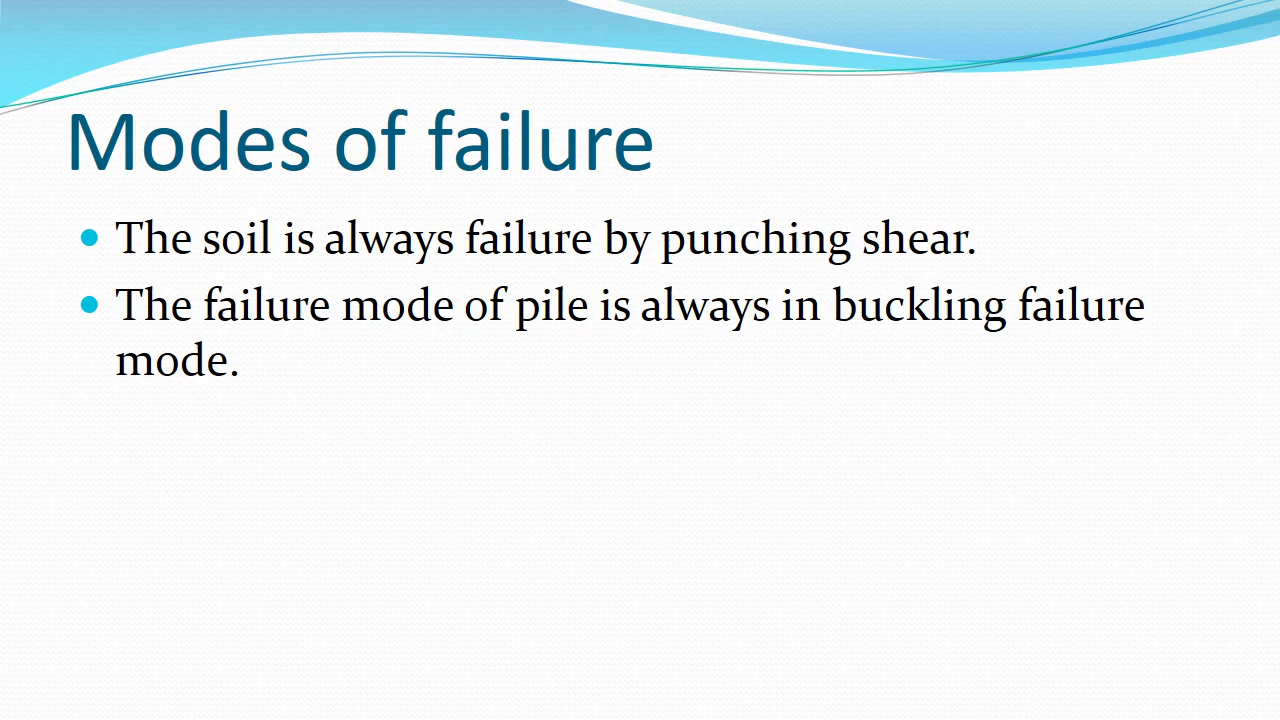 Modes of failure
• The soil is always failure by punching shear.
• The failure mode of pile is always in buckling failure
mode.